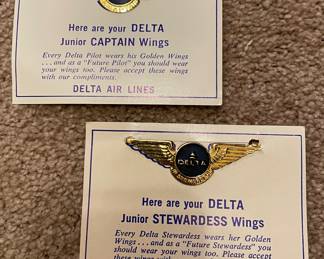 Here are your DELTA
Junior CAPTAIN Wings
Every Delta Pilot wears his Golden Wings
...and as a "Future Pilot" you should wear
your wings too. Please accept these wings
with our compliments.
DELTA AIR LINES
DELTA
Here are your DELTA
Junior STEWARDESS Wings
Every Delta Stewardess wears her Golden
Wings...and as a "Future Stewardess" you
should wear your wings too. Please accept
these wings with